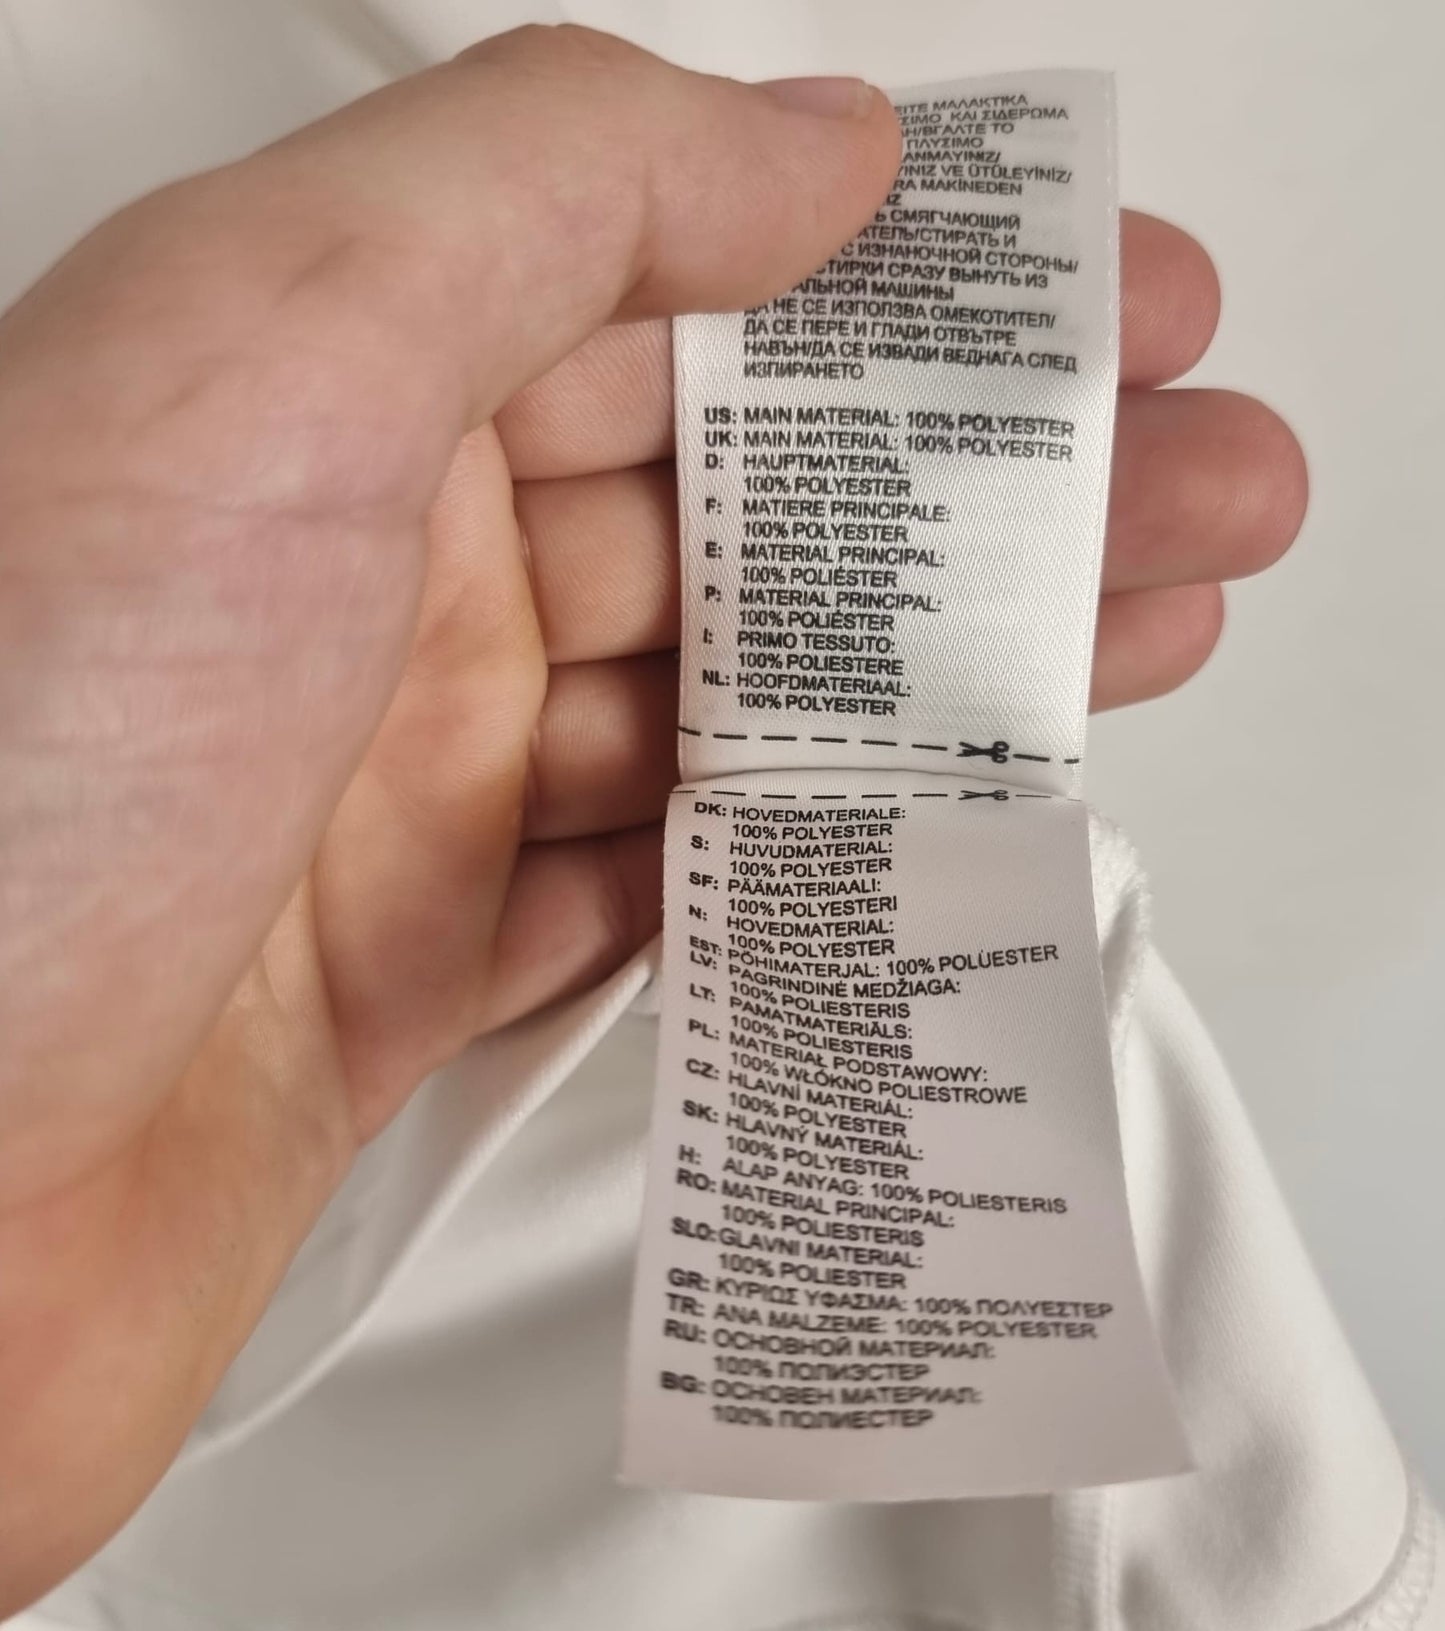 ΜΑΛΑΚΤΙΚΑ
ΚΑΙ ΣΙΔΕΡΩΜΑ
ΒΓΑΛΤΕ ΤΟ
ΠΛΥΣΙΜΟ
VE ÜTÜLEYİNİZ/
MAKİNEDEN
СМЯГЧАЮЩИЙ
СТИРАТЬ И
С ИЗНАНОЧНОЙ СТОРОНЫ/
СРАЗУ ВЫНУТЬ ИЗ
МАШИНЫ
ДА НЕ СЕ ИЗПОЛЗВА ОМЕКОТИТЕЛ/
ДА СЕ ПЕРЕ И ГЛАДИ ОТВЪТРЕ
НАВЪН/ДА СЕ ИЗВАДИ ВЕДНАГА СЛЕД
ИЗПИРАНЕТО
US: MAIN MATERIAL: 100% POLYESTER
UK: MAIN MATERIAL: 100% POLYESTER
D: HAUPTMATERIAL:
100% POLYESTER
F: MATIERE PRINCIPALE:
100% POLYESTER
E: MATERIAL PRINCIPAL:
100% POLIÉSTER
P: MATERIAL PRINCIPAL:
100% POLIÉSTER
I: PRIMO TESSUTO:
100% POLIESTERE
NL: HOOFDMATERIAAL:
100% POLYESTER
DK: HOVEDMATERIALE:
100% POLYESTER
S: HUVUDMATERIAL:
100% POLYESTER
SF: PÄÄMATERIAALI:
100% POLYESTERI
N: HOVEDMATERIAL:
100% POLYESTER
EST: PÕHIMATERJAL: 100% POLÜESTER
LV: PAGRINDINĖ MEDŽIAGA:
100% POLIESTERIS
LT: PAMATMATERIĀLS:
100% POLIESTERIS
PL: MATERIAŁ PODSTAWOWY:
100% WŁÓKNO POLIESTROWE
CZ: HLAVNÍ MATERIÁL:
100% POLYESTER
SK: HLAVNÝ MATERIÁL:
100% POLYESTER
H: ALAP ANYAG: 100% POLIESTERIS
RO: MATERIAL PRINCIPAL:
100% POLIESTERIS
SLO: GLAVNI MATERIAL:
100% POLIESTER
GR: ΚΥΡΙΩΣ ΥΦΑΣΜΑ: 100% ΠΟΛΥΕΣΤΕΡ
TR: ANA MALZEME: 100% POLYESTER
RU: ОСНОВНОЙ МАТЕРИАЛ:
100% ПОЛИЭСТЕР
BG: ОСНОВЕН МАТЕРИАЛ:
100% ПОЛИЕСТЕР